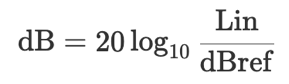 dB = 20 log₁₀ Lin/dBref